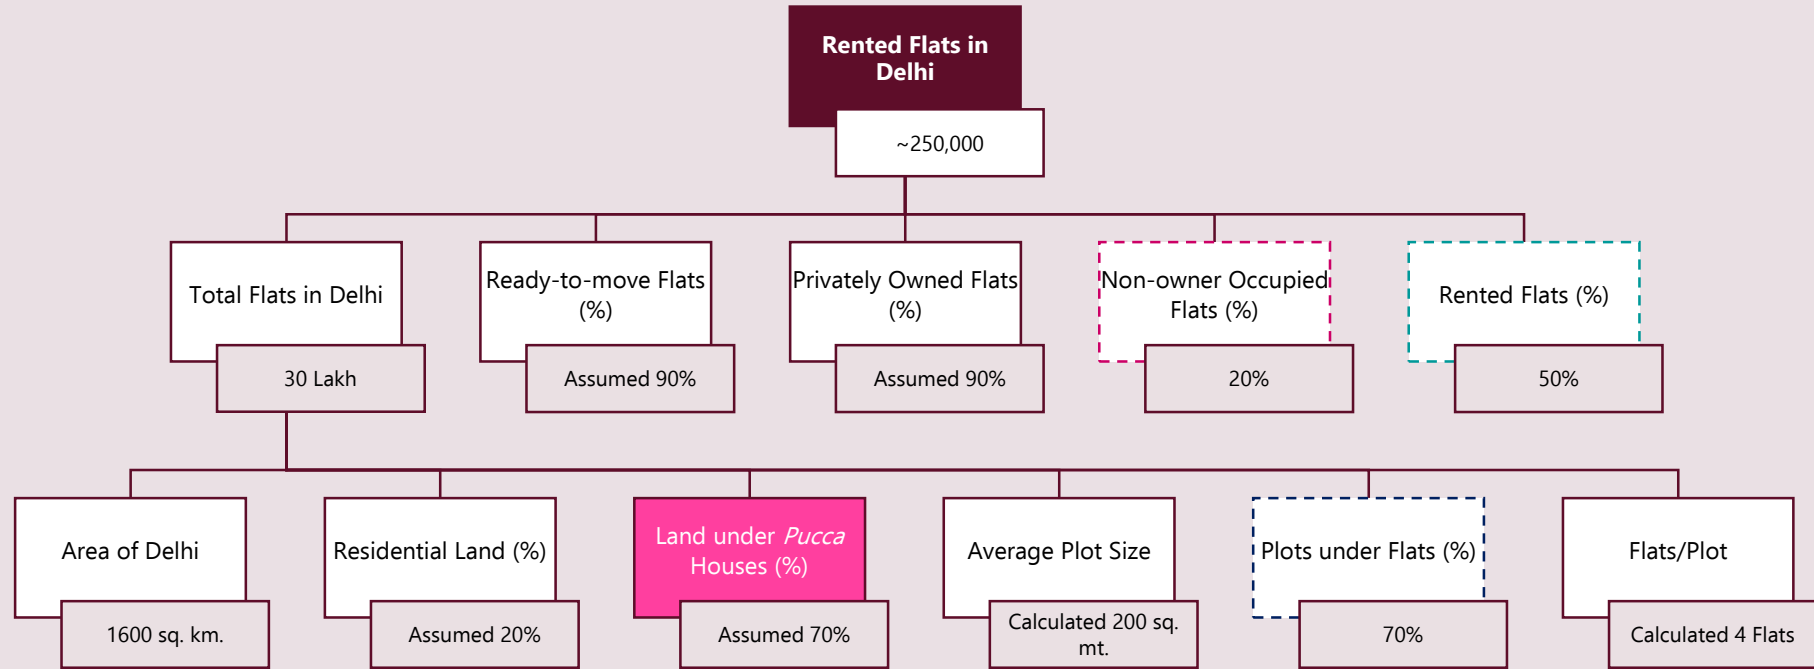 Rented Flats in
Delhi
~250,000
Total Flats in Delhi
30 Lakh
Ready-to-move Flats
(%)
Assumed 90%
Privately Owned Flats
(%)
Assumed 90%
Non-owner Occupied
Flats (%)
20%
Rented Flats (%)
50%
Area of Delhi
1600 sq. km.
Residential Land (%)
Assumed 20%
Land under Pucca
Houses (%)
Assumed 70%
Average Plot Size
Calculated 200 sq.
mt.
Plots under Flats (%)
70%
Flats/Plot
Calculated 4 Flats